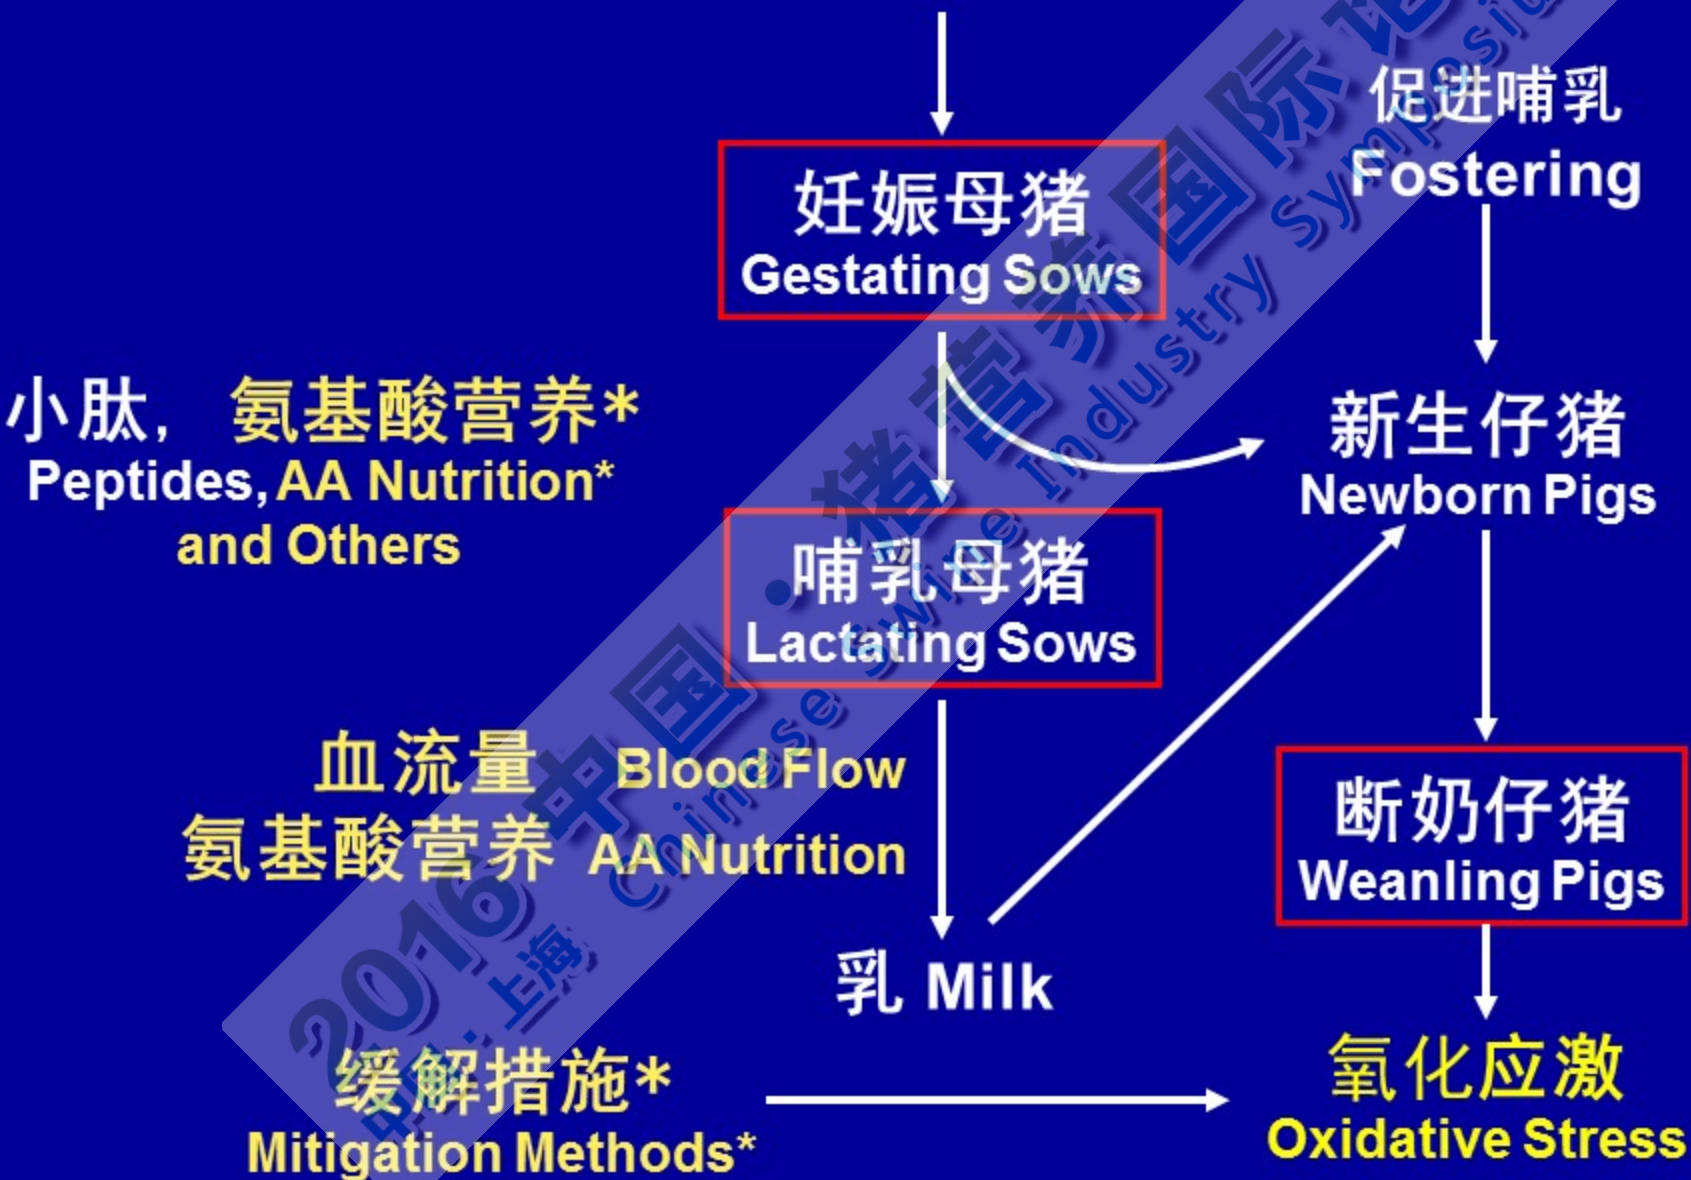 促进哺乳
Fostering
妊娠母猪
Gestating Sows
小肽, 氨基酸营养*
Peptides, AA Nutrition*
and Others
新生仔猪
Newborn Pigs
哺乳母猪
Lactating Sows
血流量 Blood Flow
氨基酸营养 AA Nutrition
断奶仔猪
Weanling Pigs
乳 Milk
缓解措施*
Mitigation Methods*
氧化应激
Oxidative Stress
2016中国·猪营养国际论
Chinese Swine Industry Symposiu
中国·上海